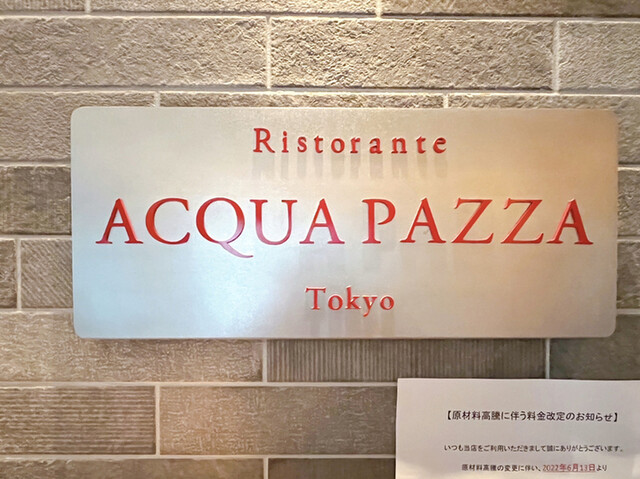 Ristorante
ACQUA PAZZA
Tokyo
【原材料高騰に伴う料金改定のお知らせ】
いつも当店をご利用いただきまして誠にありがとうございます。
原材料高騰の変更に伴い、2022年6月13日より